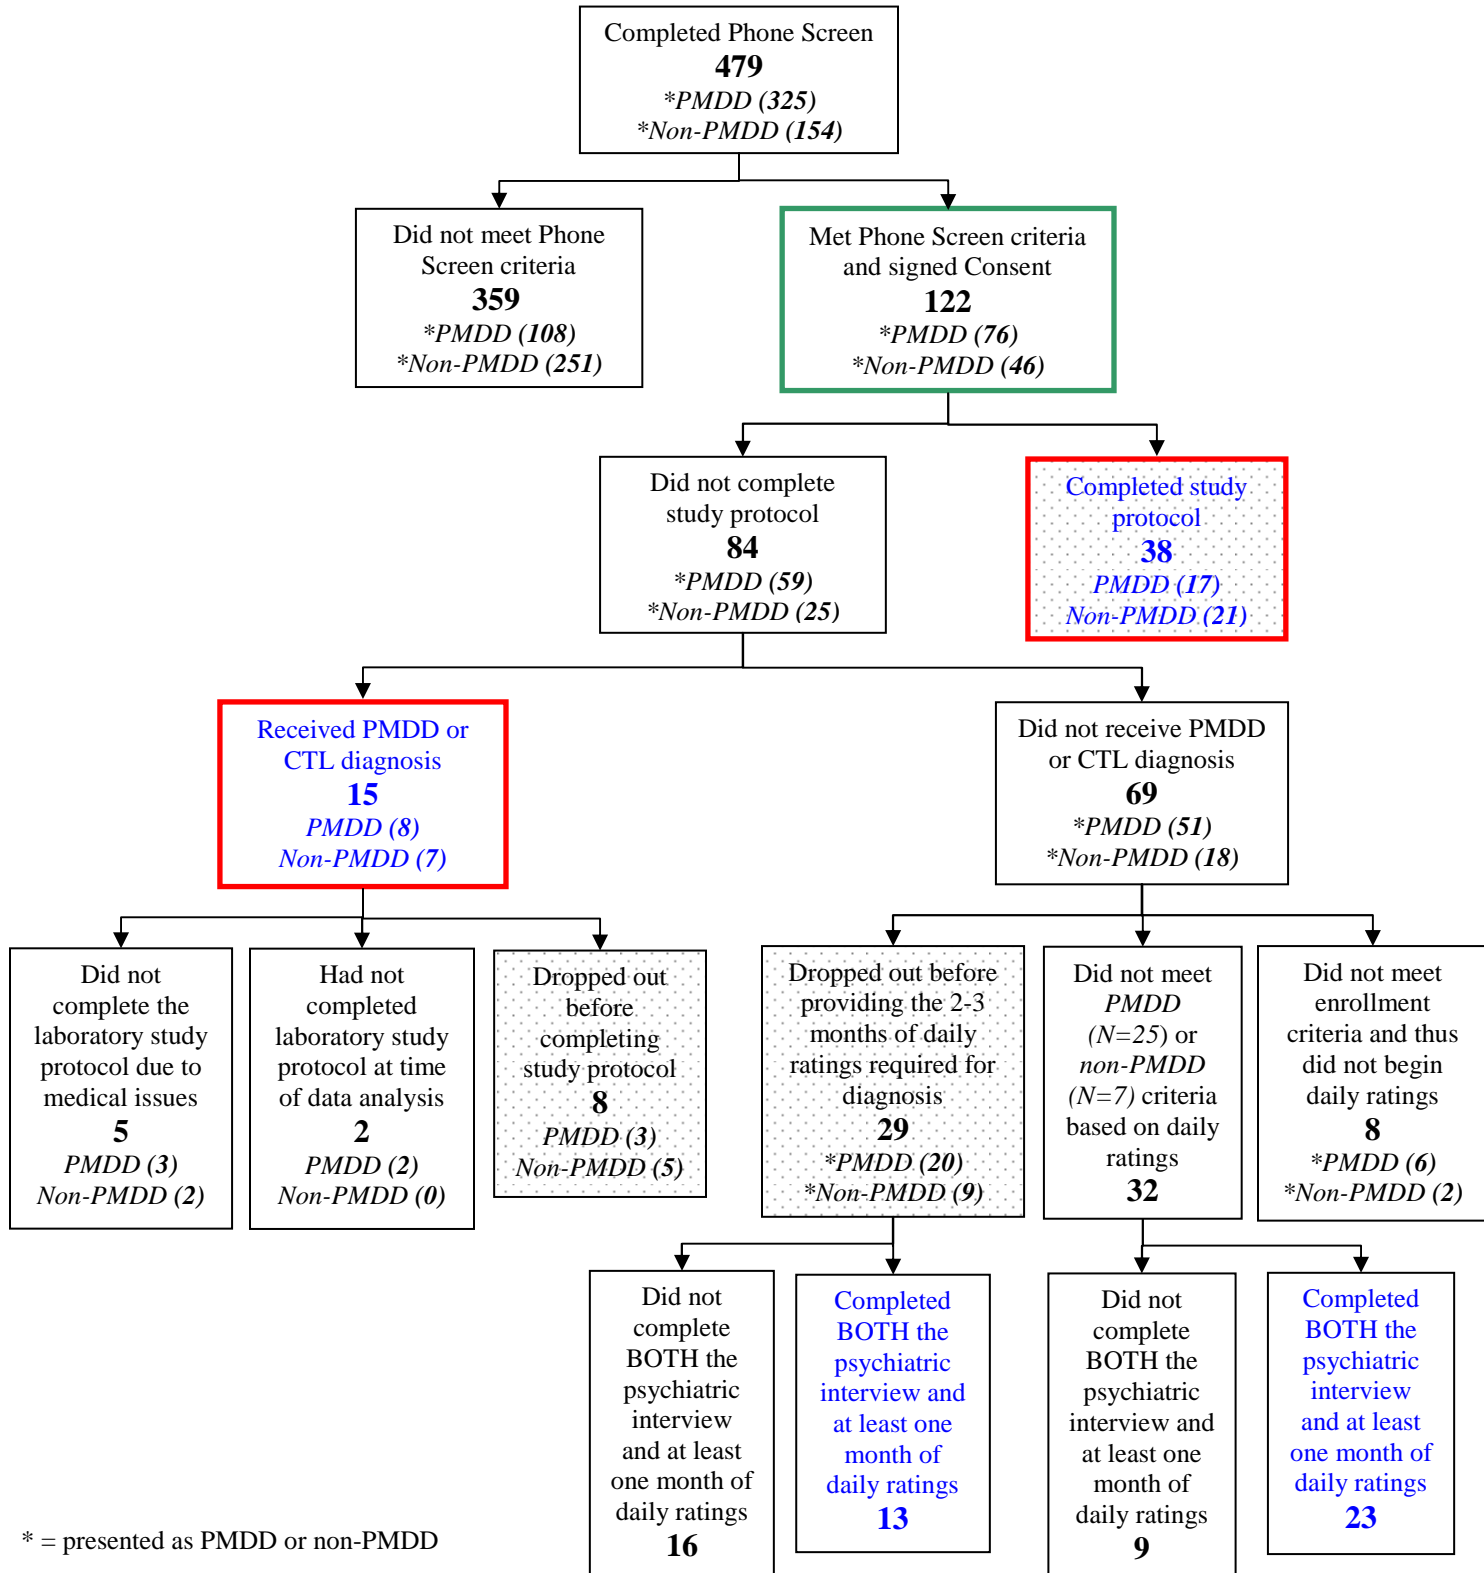 Completed Phone Screen
479
*PMDD (325)
*Non-PMDD (154)
Did not meet Phone
Screen criteria
359
*PMDD (108)
*Non-PMDD (251)
Met Phone Screen criteria
and signed Consent
122
*PMDD (76)
*Non-PMDD (46)
Did not complete
study protocol
84
*PMDD (59)
*Non-PMDD (25)
Completed study
protocol
38
PMDD (17)
Non-PMDD (21)
Received PMDD or
CTL diagnosis
15
PMDD (8)
Non-PMDD (7)
Did not receive PMDD
or CTL diagnosis
69
*PMDD (51)
*Non-PMDD (18)
Did not
complete the
laboratory study
protocol due to
medical issues
5
PMDD (3)
Non-PMDD (2)
Had not
completed
laboratory study
protocol at time
of data analysis
2
PMDD (2)
Non-PMDD (0)
Dropped out
before
completing
study protocol
8
PMDD (3)
Non-PMDD (5)
Dropped out before
providing the 2-3
months of daily
ratings required for
diagnosis
29
*PMDD (20)
*Non-PMDD (9)
Did not meet
PMDD
(N=25) or
non-PMDD
(N=7) criteria
based on daily
ratings
32
Did not meet
enrollment
criteria and thus
did not begin
daily ratings
8
*PMDD (6)
*Non-PMDD (2)
Did not
complete
BOTH the
psychiatric
interview
and at least
one month of
daily ratings
16
Completed
BOTH the
psychiatric
interview and
at least one
month of
daily ratings
13
Did not
complete
BOTH the
psychiatric
interview and
at least one
month of
daily ratings
9
Completed
BOTH the
psychiatric
interview
and at least
one month of
daily ratings
23
* = presented as PMDD or non-PMDD